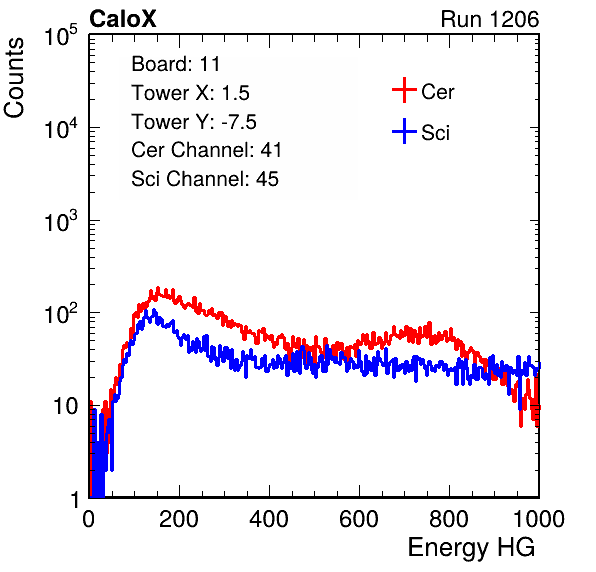 CaloX Run 1206
Board: 11
Tower X: 1.5
Tower Y: -7.5
Cer Channel: 41
Sci Channel: 45
Cer
Sci
Counts
10^5
10^4
10^3
10^2
10
1
0 200 400 600 800 1000
Energy HG